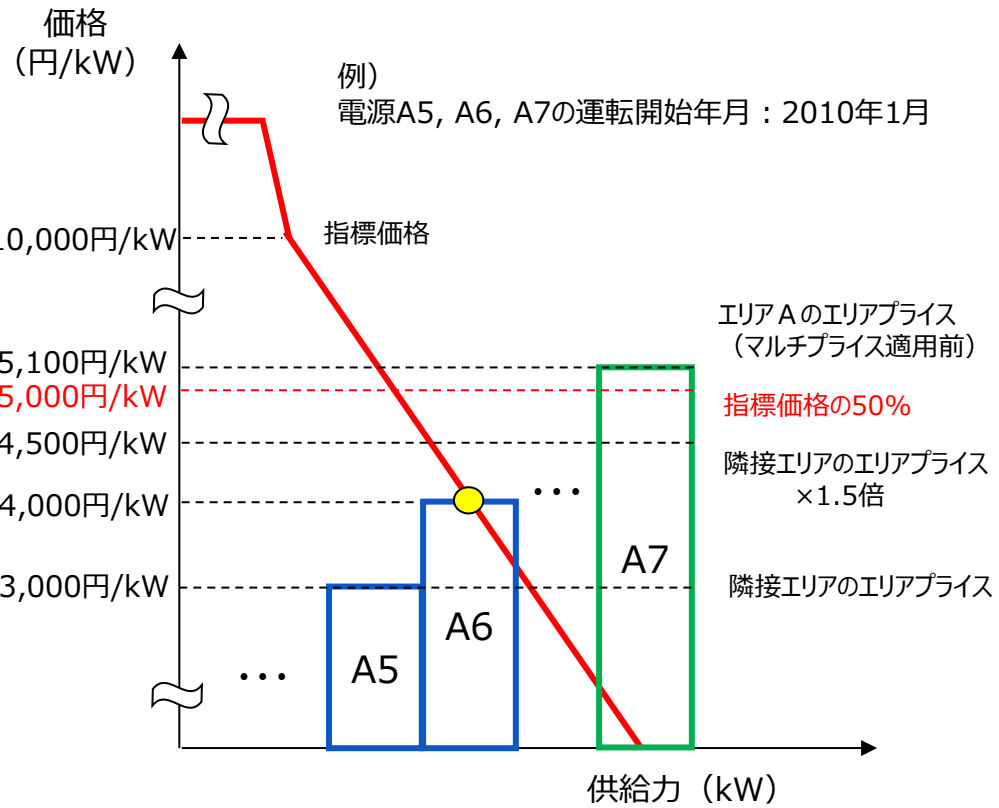 価格
（円/kW）
例）
電源A5, A6, A7の運転開始年月：2010年1月
0,000円/kW
指標価格
エリアAのエリアプライス
（マルチプライス適用前）
5,100円/kW
5,000円/kW
指標価格の50%
4,500円/kW
隣接エリアのエリアプライス
×1.5倍
4,000円/kW
…
A7
3,000円/kW
隣接エリアのエリアプライス
A6
A5
…
供給力（kW）